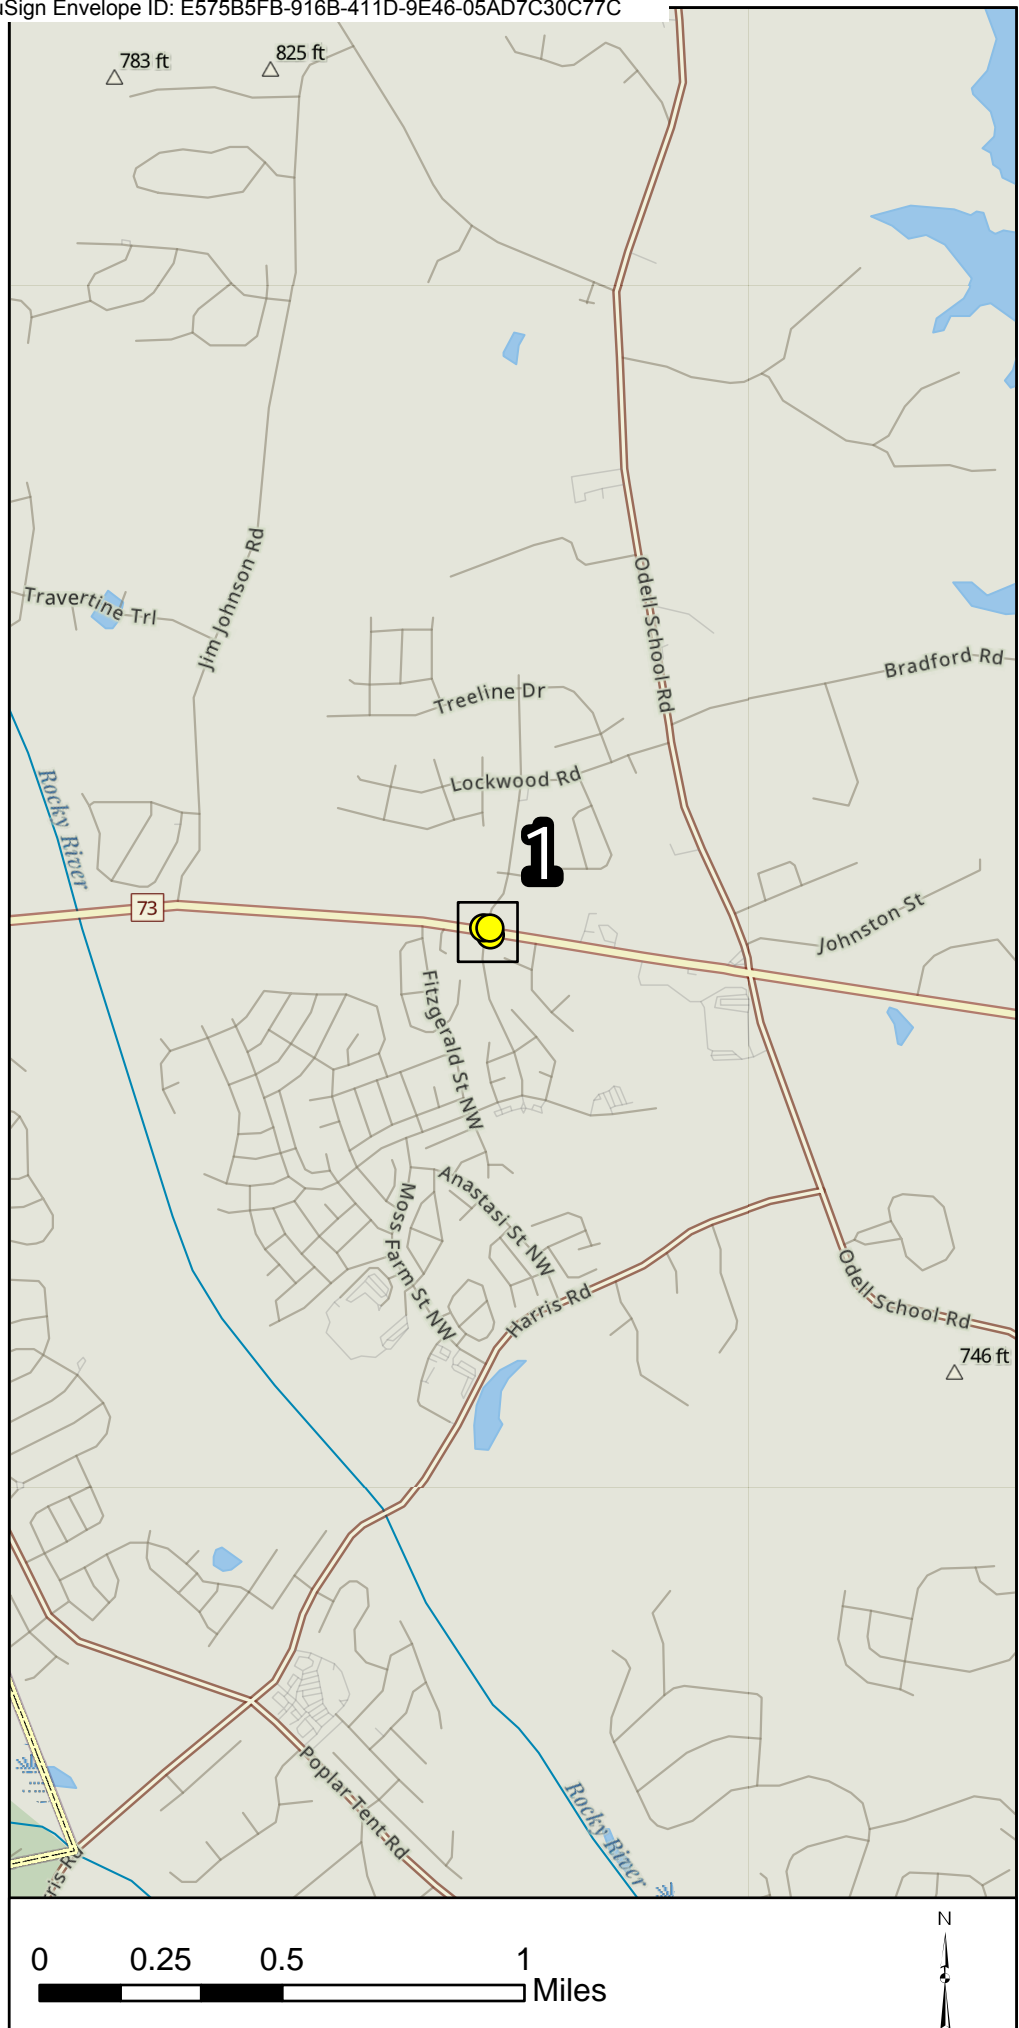 uSign Envelope ID: E575B5FB-916B-411D-9E46-05AD7C30C77C
783 ft
825 ft
Odell School Rd
Jim Johnson Rd
Travertine Trl
Bradford Rd
Treeline Dr
Lockwood Rd
Rocky River
1
73
Johnston St
Fitzgerald St NW
Anastasi St NW
Moss Farm St NW
Harris Rd
Odell School Rd
746 ft
Poplar Tent Rd
Rocky River
rris Rd
0 0.25 0.5 1
Miles
N